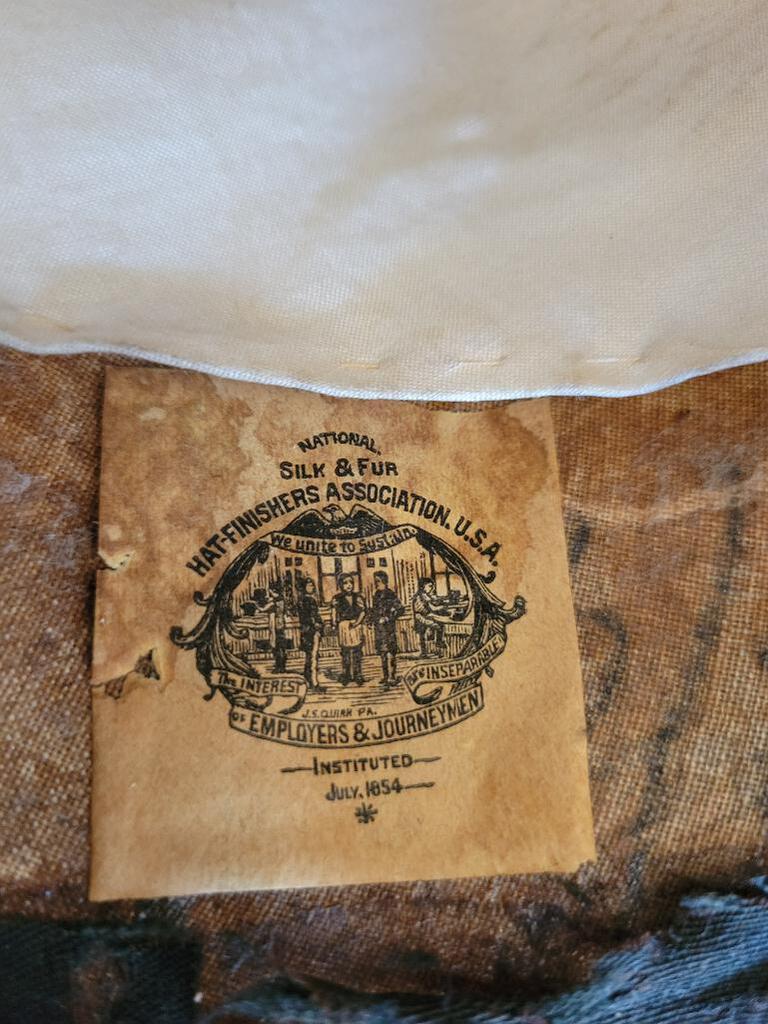 NATIONAL.
SILK & FUR
HAT-FINISHERS ASSOCIATION. U.S.A.
We unite to Sustain
The INTEREST
are INSEPARABLE
J.S. QUIRK PA.
OF EMPLOYERS & JOURNEYMEN
INSTITUTED
JULY. 1854